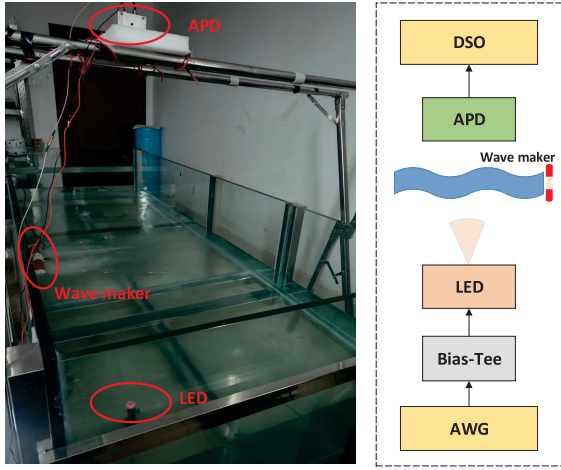 APD
Wave maker
LED
DSO
APD
Wave maker
LED
Bias-Tee
AWG